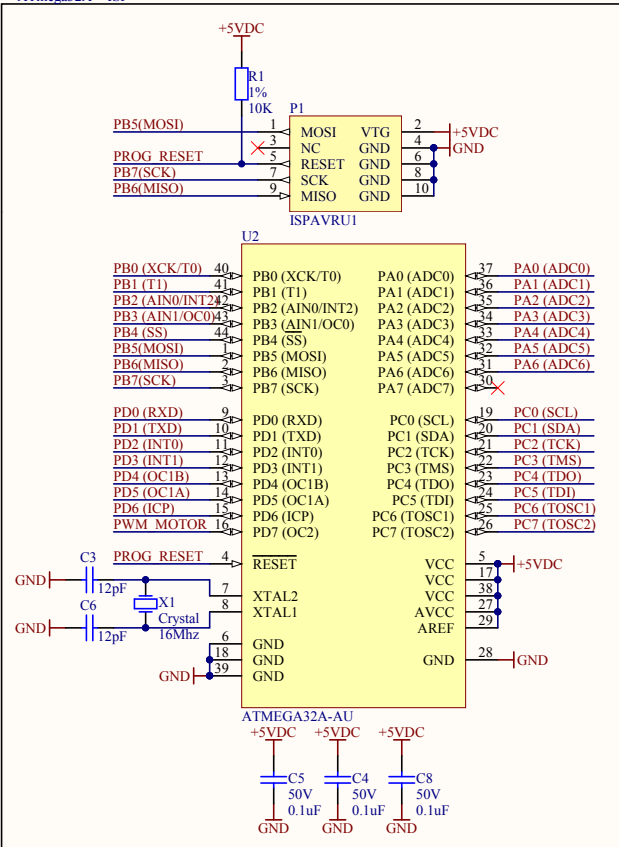 +5VDC
R1
1%
10K
P1
PB5(MOSI) 1 MOSI VTG 2 +5VDC
3 NC GND 4 GND
PROG_RESET 5 RESET GND 6
PB7(SCK) 7 SCK GND 8
PB6(MISO) 9 MISO GND 10
ISPAVRU1
U2
PB0 (XCK/T0) 40 PB0 (XCK/T0) PA0 (ADC0) 37 PA0 (ADC0)
PB1 (T1) 41 PB1 (T1) PA1 (ADC1) 36 PA1 (ADC1)
PB2 (AIN0/INT2) 42 PB2 (AIN0/INT2) PA2 (ADC2) 35 PA2 (ADC2)
PB3 (AIN1/OC0) 43 PB3 (AIN1/OC0) PA3 (ADC3) 34 PA3 (ADC3)
PB4 (SS) 44 PB4 (SS) PA4 (ADC4) 33 PA4 (ADC4)
PB5(MOSI) 1 PB5 (MOSI) PA5 (ADC5) 32 PA5 (ADC5)
PB6(MISO) 2 PB6 (MISO) PA6 (ADC6) 31 PA6 (ADC6)
PB7(SCK) 3 PB7 (SCK) PA7 (ADC7) 30
PD0 (RXD) 9 PD0 (RXD) PC0 (SCL) 19 PC0 (SCL)
PD1 (TXD) 10 PD1 (TXD) PC1 (SDA) 20 PC1 (SDA)
PD2 (INT0) 11 PD2 (INT0) PC2 (TCK) 21 PC2 (TCK)
PD3 (INT1) 12 PD3 (INT1) PC3 (TMS) 22 PC3 (TMS)
PD4 (OC1B) 13 PD4 (OC1B) PC4 (TDO) 23 PC4 (TDO)
PD5 (OC1A) 14 PD5 (OC1A) PC5 (TDI) 24 PC5 (TDI)
PD6 (ICP) 15 PD6 (ICP) PC6 (TOSC1) 25 PC6 (TOSC1)
PWM_MOTOR 16 PD7 (OC2) PC7 (TOSC2) 26 PC7 (TOSC2)
PROG_RESET 4 RESET VCC 5 +5VDC
VCC 17
GND C3 12pF 7 XTAL2 VCC 38
X1
GND C6 12pF 8 XTAL1 AVCC 27
Crystal
16Mhz
AREF 29
6 GND
18 GND GND 28 GND
GND 39 GND
ATMEGA32A-AU
+5VDC +5VDC +5VDC
C5 C4 C8
50V 50V 50V
0.1uF 0.1uF 0.1uF
GND GND GND